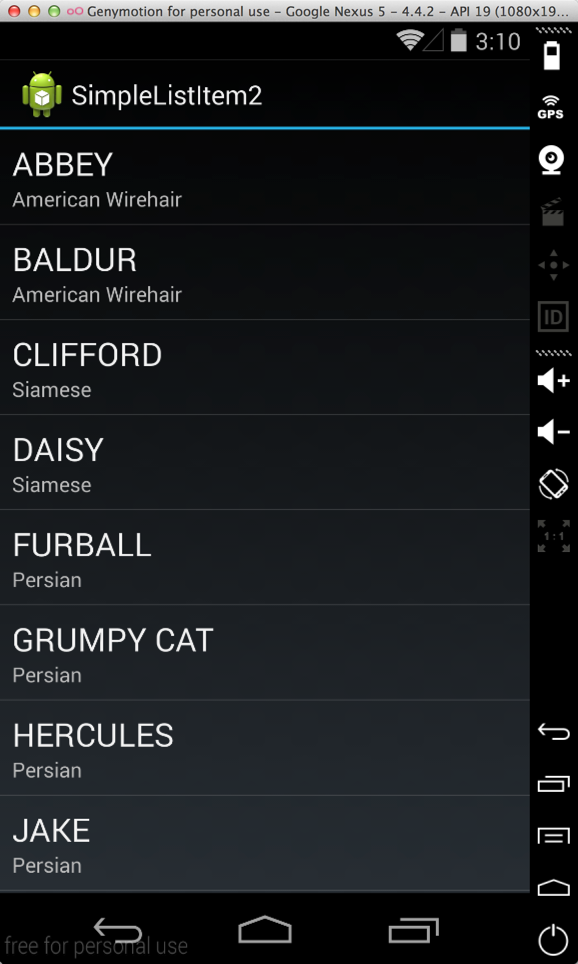 Genymotion for personal use – Google Nexus 5 – 4.4.2 – API 19 (1080x19...
3:10
GPS
SimpleListItem2
ABBEY
American Wirehair
BALDUR
American Wirehair
CLIFFORD
Siamese
DAISY
Siamese
FURBALL
Persian
GRUMPY CAT
Persian
HERCULES
Persian
JAKE
Persian
ID
1:1
free for personal use